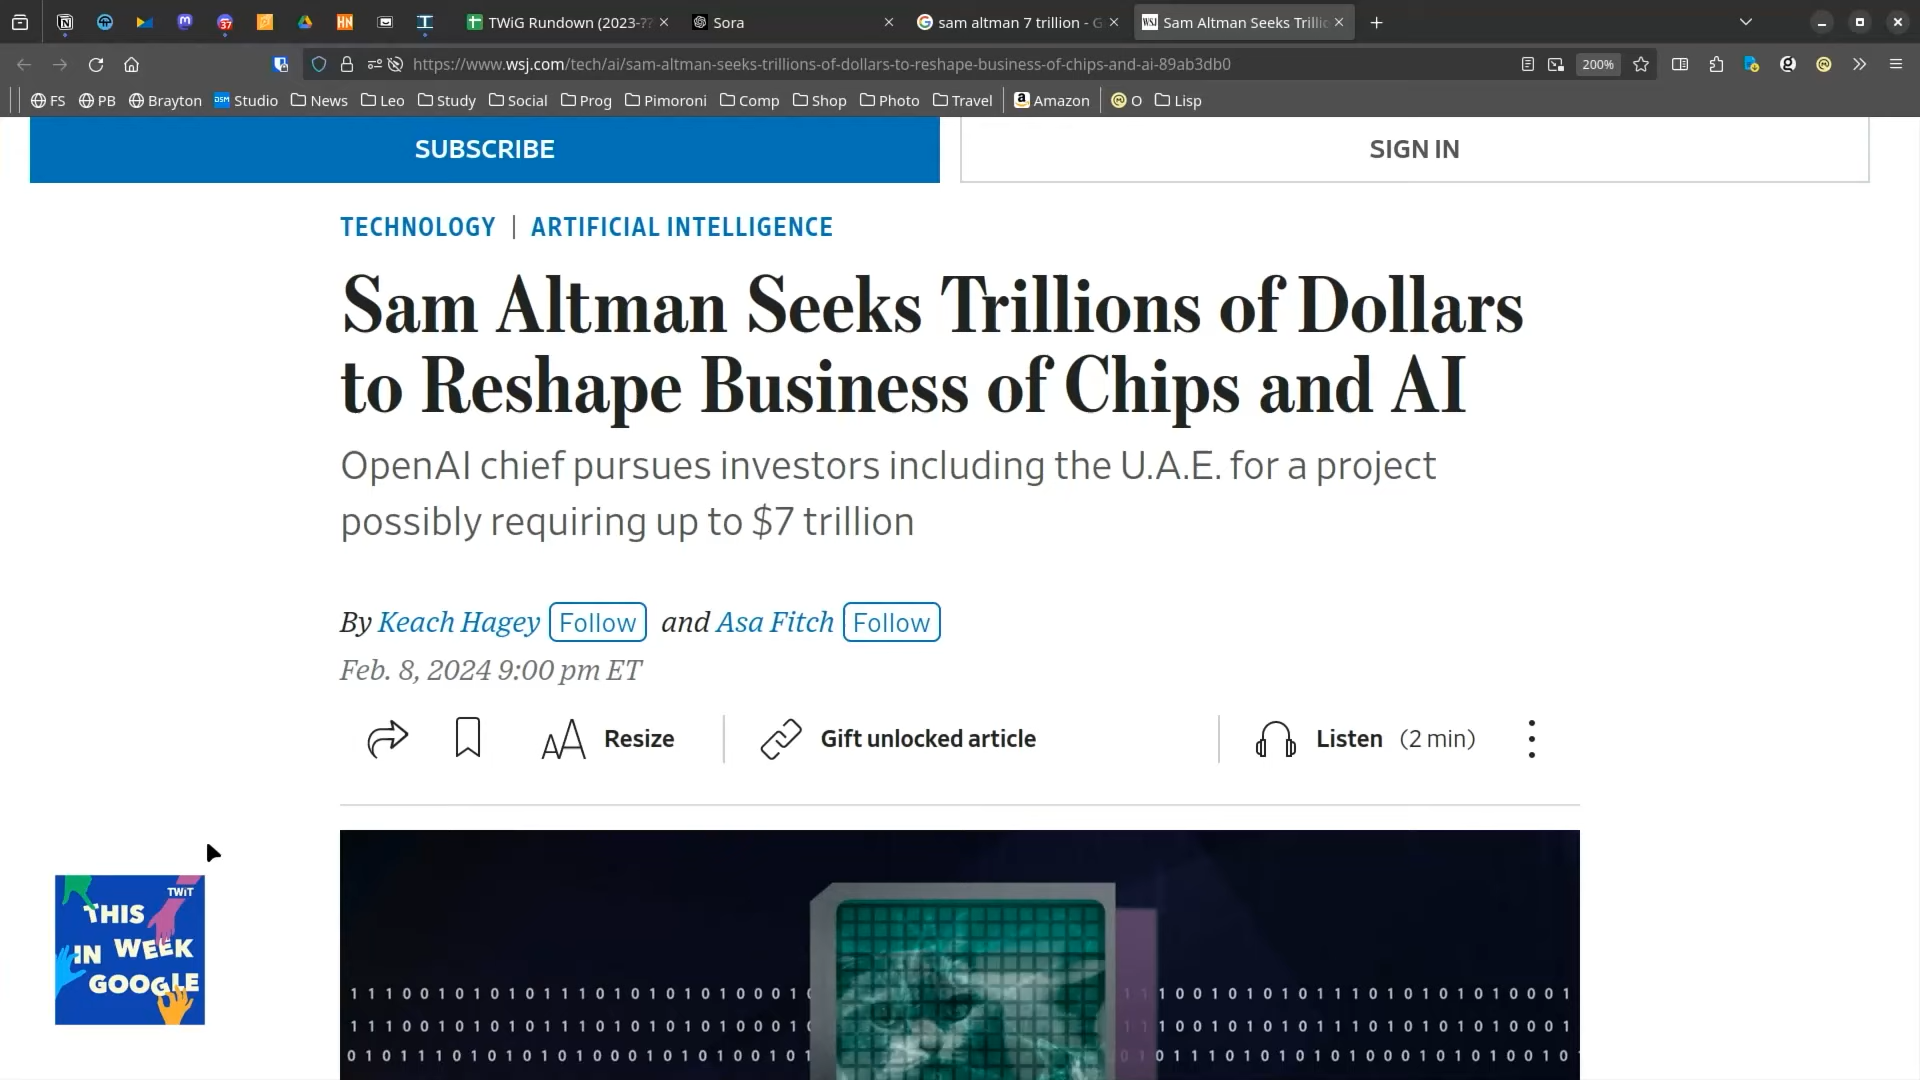 TWiG Rundown (2023-??
Sora
sam altman 7 trillion - G
WSJ Sam Altman Seeks Trillic
https://www.wsj.com/tech/ai/sam-altman-seeks-trillions-of-dollars-to-reshape-business-of-chips-and-ai-89ab3db0
200%
FS PB Brayton DSM Studio News Leo Study Social Prog Pimoroni Comp Shop Photo Travel a Amazon O Lisp
SUBSCRIBE
SIGN IN
TECHNOLOGY | ARTIFICIAL INTELLIGENCE
Sam Altman Seeks Trillions of Dollars
to Reshape Business of Chips and AI
OpenAI chief pursues investors including the U.A.E. for a project
possibly requiring up to $7 trillion
By Keach Hagey Follow and Asa Fitch Follow
Feb. 8, 2024 9:00 pm ET
AA Resize
Gift unlocked article
Listen (2 min)
TWiT
THIS
IN WEEK
GOOGLE